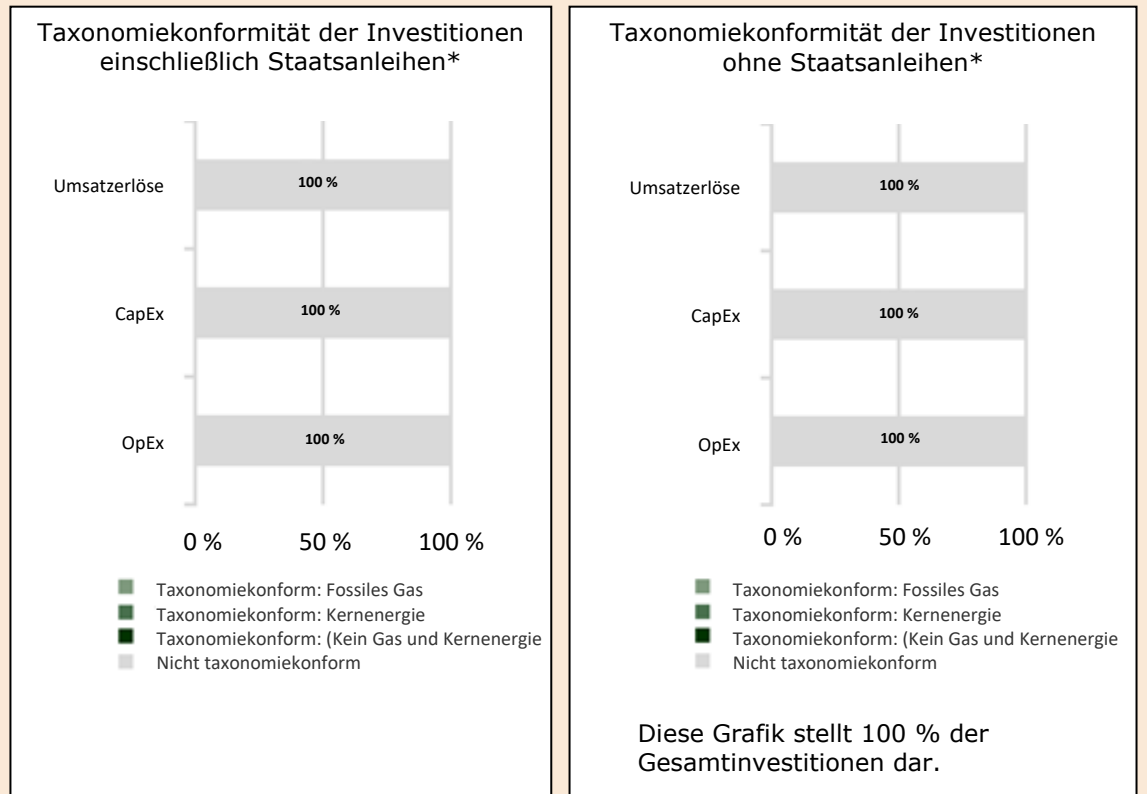 Taxonomiekonformität der Investitionen
einschließlich Staatsanleihen*
Umsatzerlöse
100 %
CapEx
100 %
OpEx
100 %
0 % 50 % 100 %
Taxonomiekonform: Fossiles Gas
Taxonomiekonform: Kernenergie
Taxonomiekonform: (Kein Gas und Kernenergie
Nicht taxonomiekonform
Taxonomiekonformität der Investitionen
ohne Staatsanleihen*
Umsatzerlöse
100 %
CapEx
100 %
OpEx
100 %
0 % 50 % 100 %
Taxonomiekonform: Fossiles Gas
Taxonomiekonform: Kernenergie
Taxonomiekonform: (Kein Gas und Kernenergie
Nicht taxonomiekonform
Diese Grafik stellt 100 % der
Gesamtinvestitionen dar.